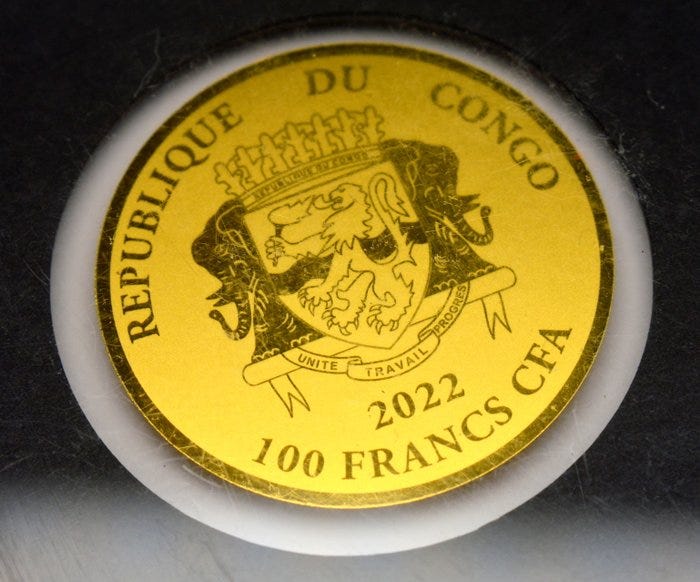 REPUBLIQUE DU CONGO
REPUBLIQUE DU CONGO
UNITE TRAVAIL PROGRES
2022
100 FRANCS CFA